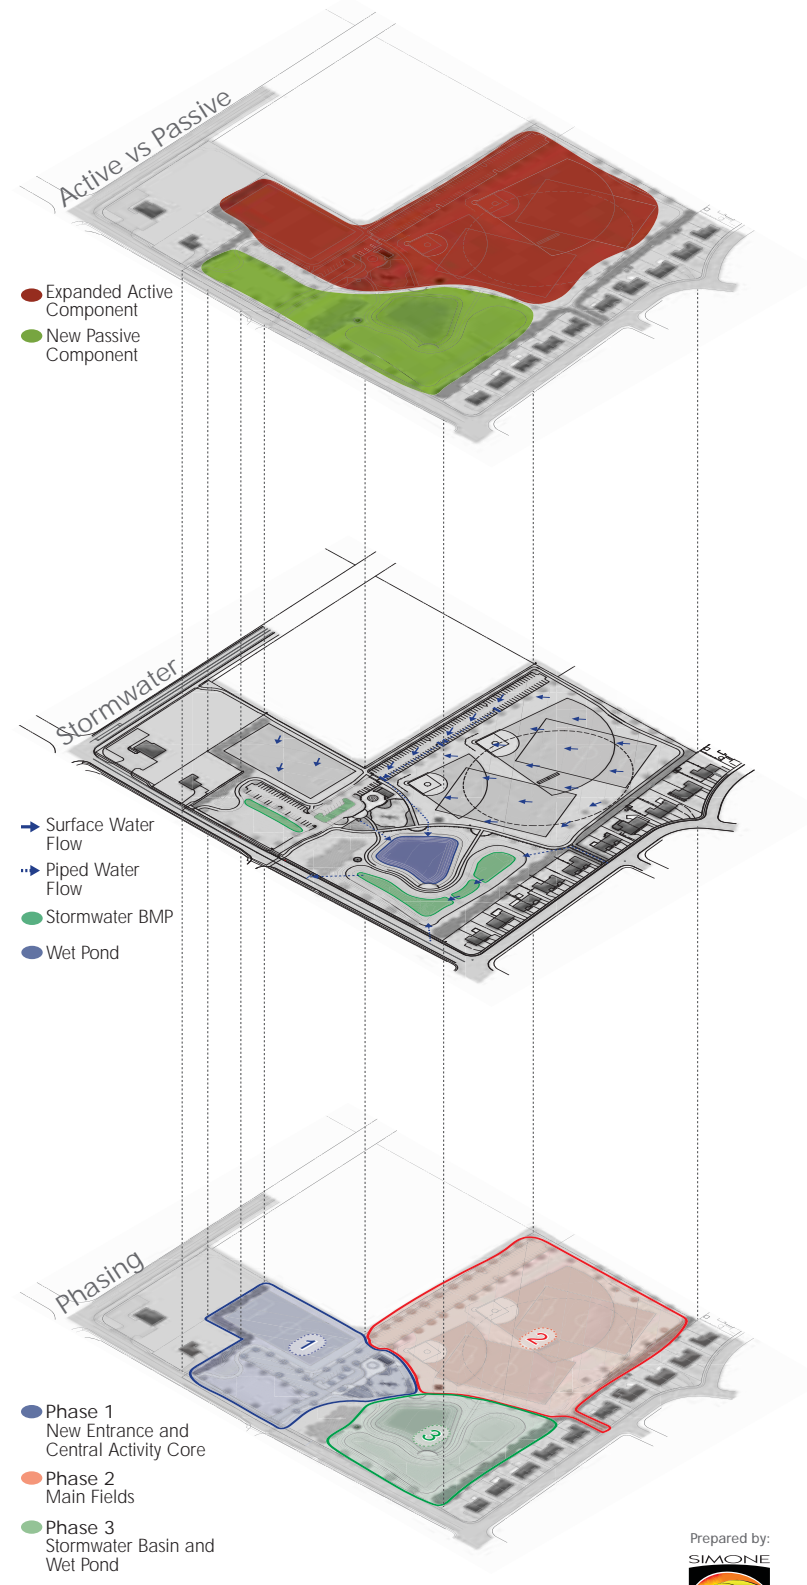 Active vs Passive
Expanded Active
Component
New Passive
Component
Stormwater
Surface Water
Flow
Piped Water
Flow
Stormwater BMP
Wet Pond
Phasing
1
2
3
Phase 1
New Entrance and
Central Activity Core
Phase 2
Main Fields
Phase 3
Stormwater Basin and
Wet Pond
Prepared by:
SIMONE